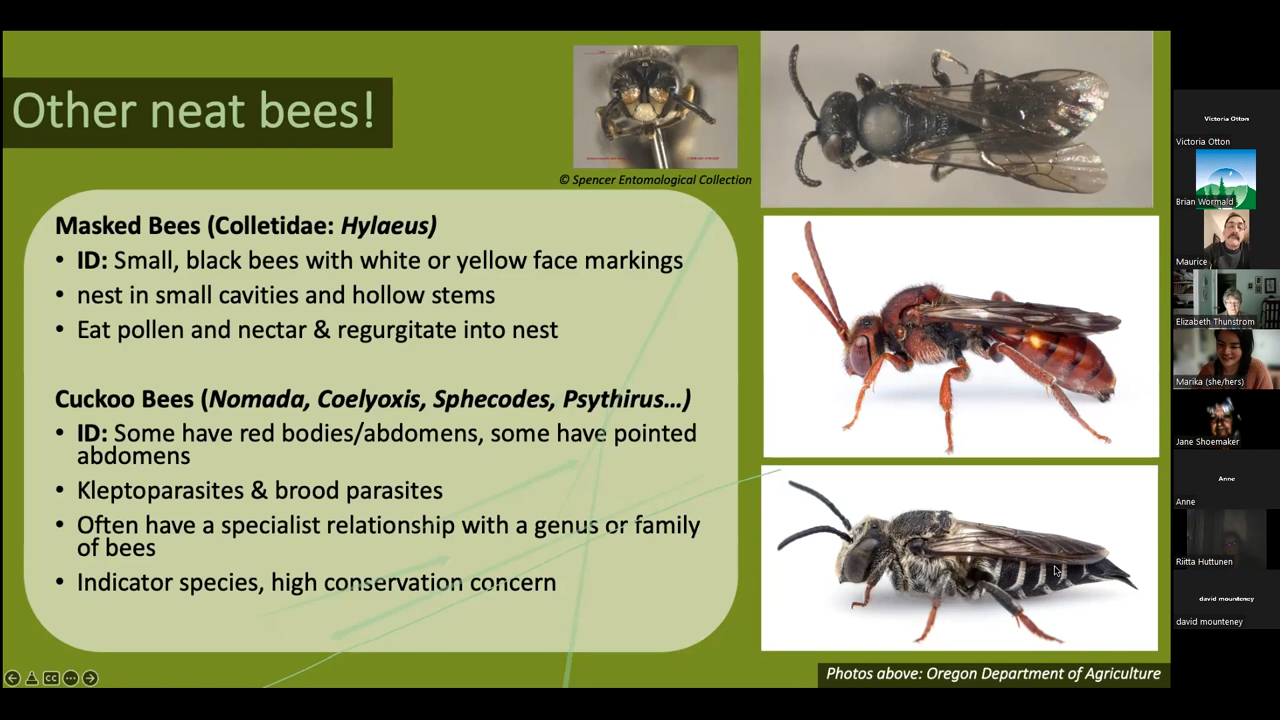 Other neat bees!
© Spencer Entomological Collection
Masked Bees (Colletidae: Hylaeus)
• ID: Small, black bees with white or yellow face markings
• nest in small cavities and hollow stems
• Eat pollen and nectar & regurgitate into nest
Cuckoo Bees (Nomada, Coelyoxis, Sphecodes, Psythirus...)
• ID: Some have red bodies/abdomens, some have pointed
abdomens
• Kleptoparasites & brood parasites
• Often have a specialist relationship with a genus or family
of bees
• Indicator species, high conservation concern
Photos above: Oregon Department of Agriculture
CC
Victoria Otton
Victoria Otton
Brian Wormald
Maurice
Elizabeth Thunstrom
Marika (she/hers)
Jane Shoemaker
Anne
Anne
Riitta Huttunen
david mounteney
david mounteney